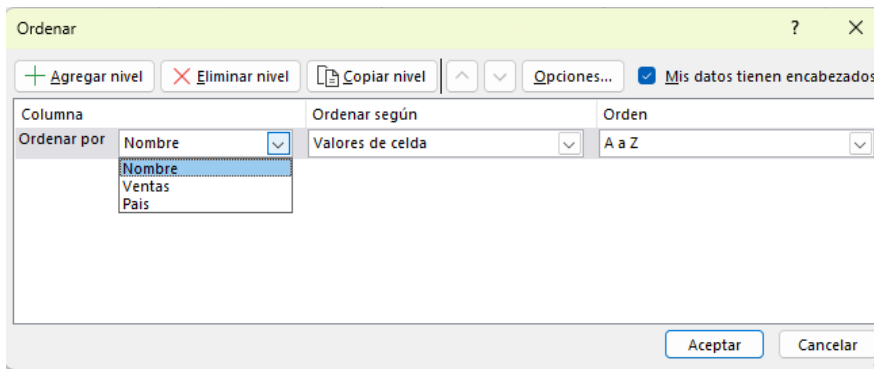 Ordenar ?
Agregar nivel Eliminar nivel Copiar nivel Opciones... Mis datos tienen encabezados
Columna Ordenar según Orden
Ordenar por Nombre Valores de celda A a Z
Nombre
Ventas
Pais
Aceptar Cancelar